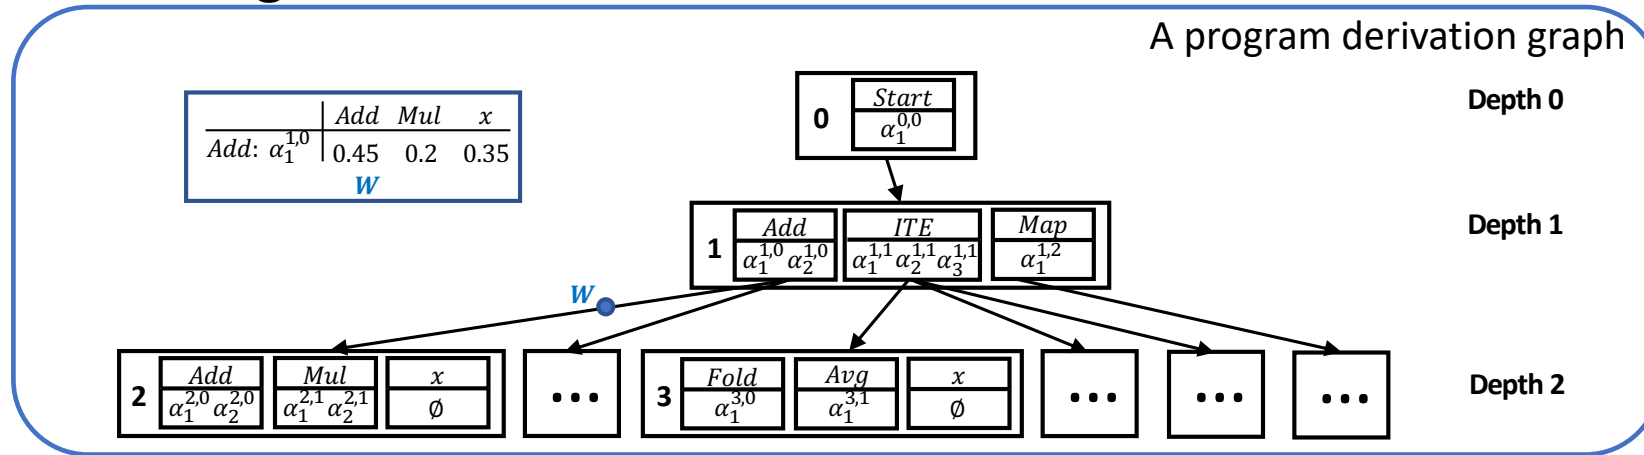 A program derivation graph
Depth 0
0 Start
α₁^{0,0}
Add Mul x
Add: α₁^{1,0} 0.45 0.2 0.35
W
Depth 1
1 Add ITE Map
α₁^{1,0} α₂^{1,0} α₁^{1,1} α₂^{1,1} α₃^{1,1} α₁^{1,2}
W
2 Add Mul x ••• 3 Fold Avg x ••• ••• •••
α₁^{2,0} α₂^{2,0} α₁^{2,1} α₂^{2,1} ∅ α₁^{3,0} α₁^{3,1} ∅
Depth 2